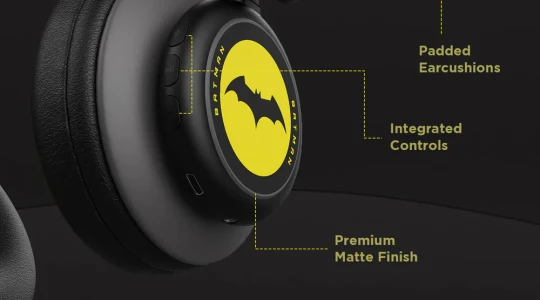 Padded
Earcushions
BATMAN
BATMAN
Integrated
Controls
Premium
Matte Finish